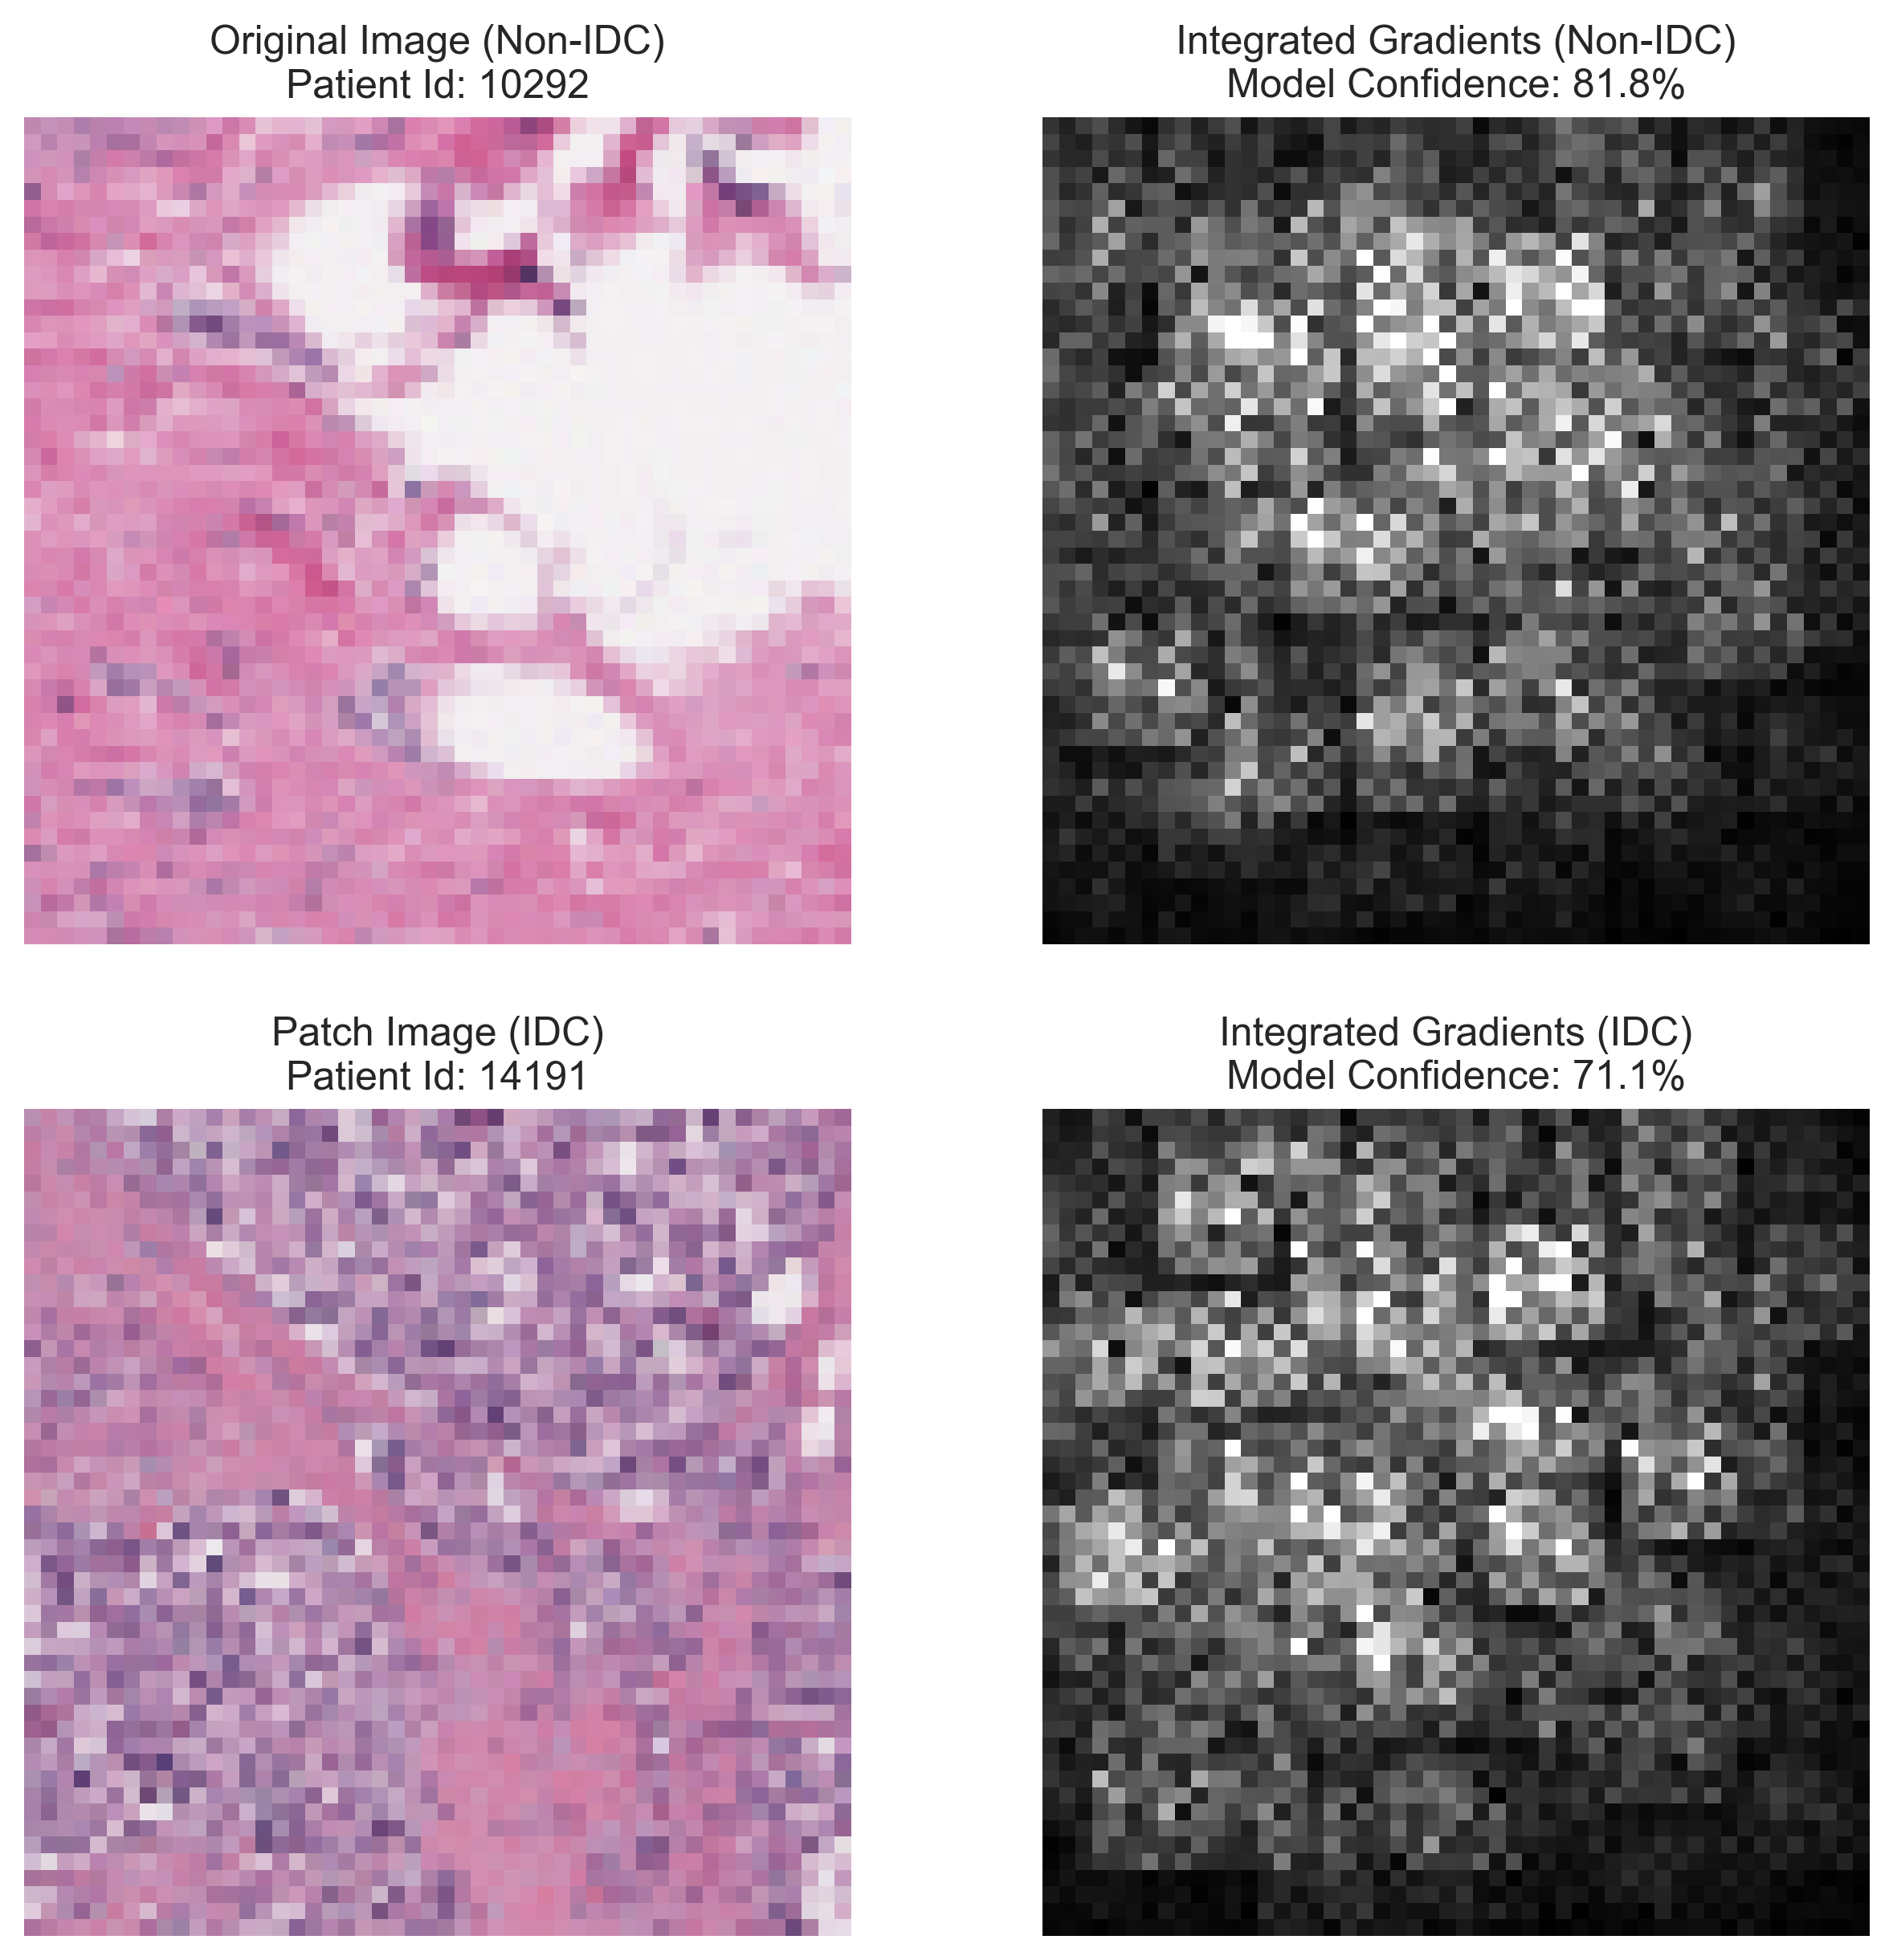 Original Image (Non-IDC)
Patient Id: 10292
Integrated Gradients (Non-IDC)
Model Confidence: 81.8%
Patch Image (IDC)
Patient Id: 14191
Integrated Gradients (IDC)
Model Confidence: 71.1%